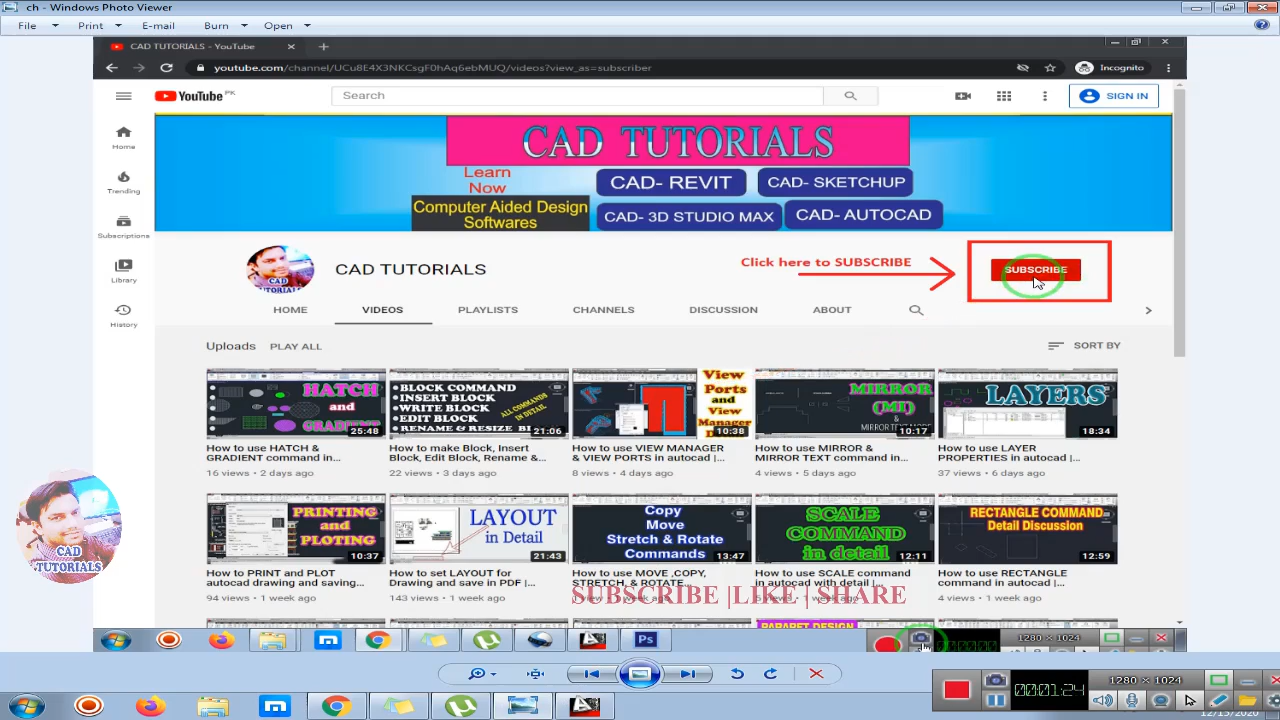 ch - Windows Photo Viewer
File Print E-mail Burn Open
CAD TUTORIALS - YouTube
youtube.com/channel/UCu8E4X3NKCsgF0hAq6ebMUQ/videos?view_as=subscriber
Incognito
YouTube PK
Search
SIGN IN
Home
Trending
Subscriptions
Library
History
CAD TUTORIALS
Learn
Now
Computer Aided Design
Softwares
CAD- REVIT
CAD- SKETCHUP
CAD- 3D STUDIO MAX
CAD- AUTOCAD
CAD TUTORIALS
CAD TUTORIALS
Click here to SUBSCRIBE
SUBSCRIBE
HOME VIDEOS PLAYLISTS CHANNELS DISCUSSION ABOUT
Uploads PLAY ALL
SORT BY
HATCH
and
GRADIENT
25:48
BLOCK COMMAND
INSERT BLOCK
WRITE BLOCK
EDIT BLOCK
RENAME & RESIZE
ALL COMMANDS
IN DETAIL
21:06
View
Ports
and
View
Manager
10:38
MIRROR
(MI)
& MIRROR TEXT
10:17
LAYERS
18:34
How to use HATCH &
GRADIENT command in...
16 views • 2 days ago
How to make Block, Insert
Block, Edit Block, Rename &...
22 views • 3 days ago
How to use VIEW MANAGER
& VIEW PORTS in autocad |...
8 views • 4 days ago
How to use MIRROR &
MIRROR TEXT command in...
4 views • 5 days ago
How to use LAYER
PROPERTIES in autocad |...
37 views • 6 days ago
PRINTING
and
PLOTING
10:37
LAYOUT
in Detail
21:43
Copy
Move
Stretch & Rotate
Commands
13:47
SCALE
COMMAND
in detail
12:11
RECTANGLE COMMAND
Detail Discussion
12:59
How to PRINT and PLOT
autocad drawing and saving...
94 views • 1 week ago
How to set LAYOUT for
Drawing and save in PDF |...
143 views • 1 week ago
How to use MOVE ,COPY,
STRETCH, & ROTATE
How to use SCALE command
in autocad with detail |...
How to use RECTANGLE
command in autocad |...
4 views • 1 week ago
SUBSCRIBE |LIKE | SHARE
CAD
TUTORIALS
PARAPET DESIGN
Ps
1280 × 1024
00:01:24
1280 × 1024
12/13/2020